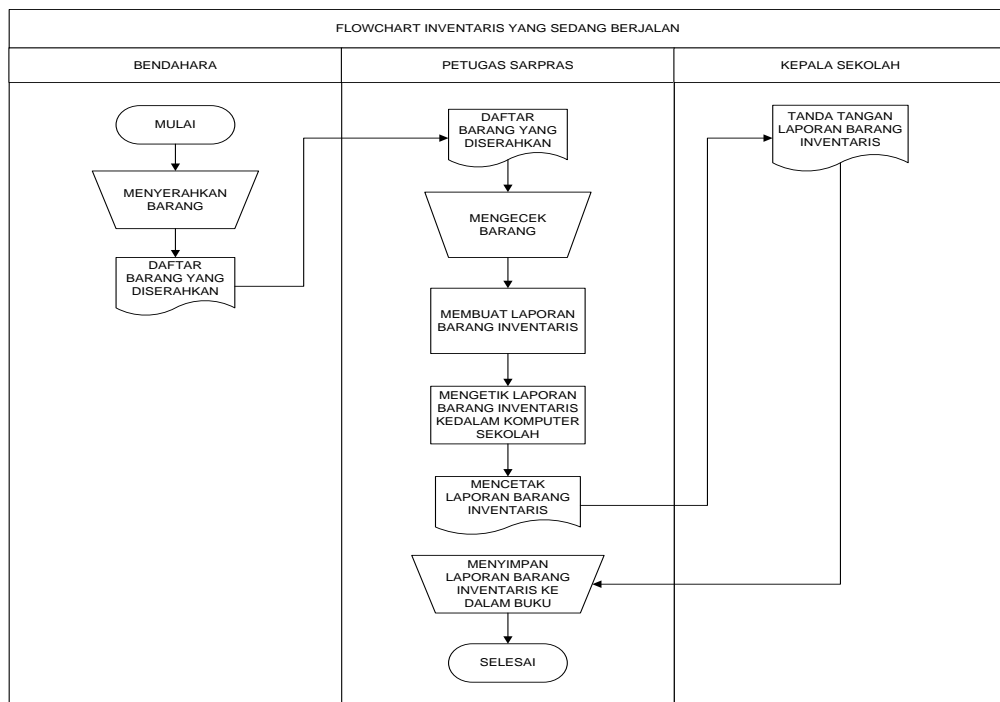 FLOWCHART INVENTARIS YANG SEDANG BERJALAN
BENDAHARA
PETUGAS SARPRAS
KEPALA SEKOLAH
MULAI
MENYERAHKAN
BARANG
DAFTAR
BARANG YANG
DISERAHKAN
DAFTAR
BARANG YANG
DISERAHKAN
MENGECEK
BARANG
MEMBUAT LAPORAN
BARANG INVENTARIS
MENGETIK LAPORAN
BARANG INVENTARIS
KEDALAM KOMPUTER
SEKOLAH
MENCETAK
LAPORAN BARANG
INVENTARIS
TANDA TANGAN
LAPORAN BARANG
INVENTARIS
MENYIMPAN
LAPORAN BARANG
INVENTARIS KE
DALAM BUKU
SELESAI